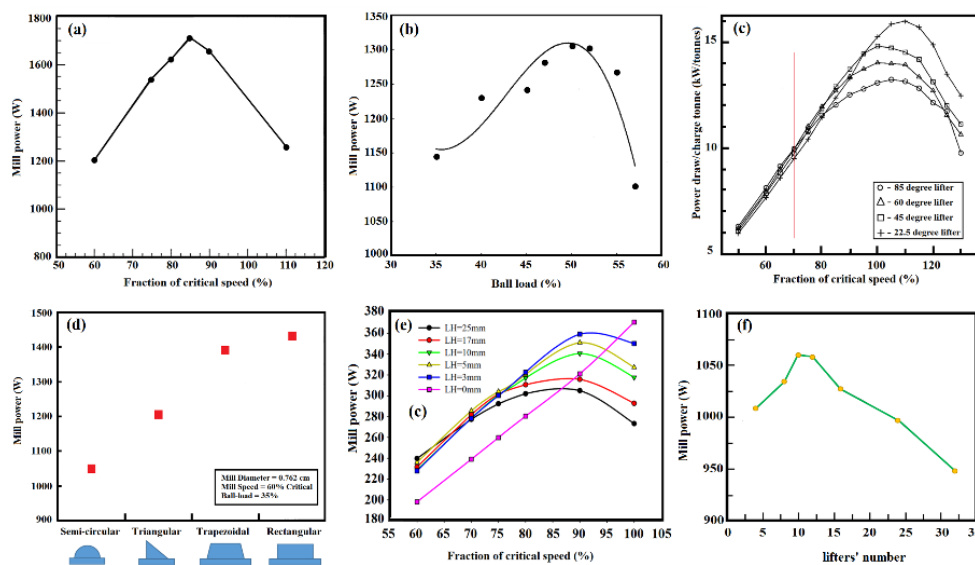 (a)
Mill power (W)
1800
1600
1400
1200
1000
800
50 60 70 80 90 100 110 120
Fraction of critical speed (%)
(b)
Mill power (W)
1350
1300
1250
1200
1150
1100
1050
1000
30 40 50 60
Ball load (%)
(c)
Power draw/charge tonne (kW/tonnes)
15
10
5
60 80 100 120
Fraction of critical speed (%)
- 85 degree lifter
- 60 degree lifter
- 45 degree lifter
- 22.5 degree lifter
(d)
Mill power (W)
1500
1400
1300
1200
1100
1000
900
Mill Diameter = 0.762 cm
Mill Speed = 60% Critical
Ball-load = 35%
Semi-circular Triangular Trapezoidal Rectangular
(e)
Mill power (W)
380
360
340
320
300
280
260
240
220
200
180
LH=25mm
LH=17mm
LH=10mm
LH=5mm
LH=3mm
LH=0mm
(c)
55 60 65 70 75 80 85 90 95 100 105
Fraction of critical speed (%)
(f)
Mill power (W)
1100
1050
1000
950
900
0 5 10 15 20 25 30 3
lifters' number